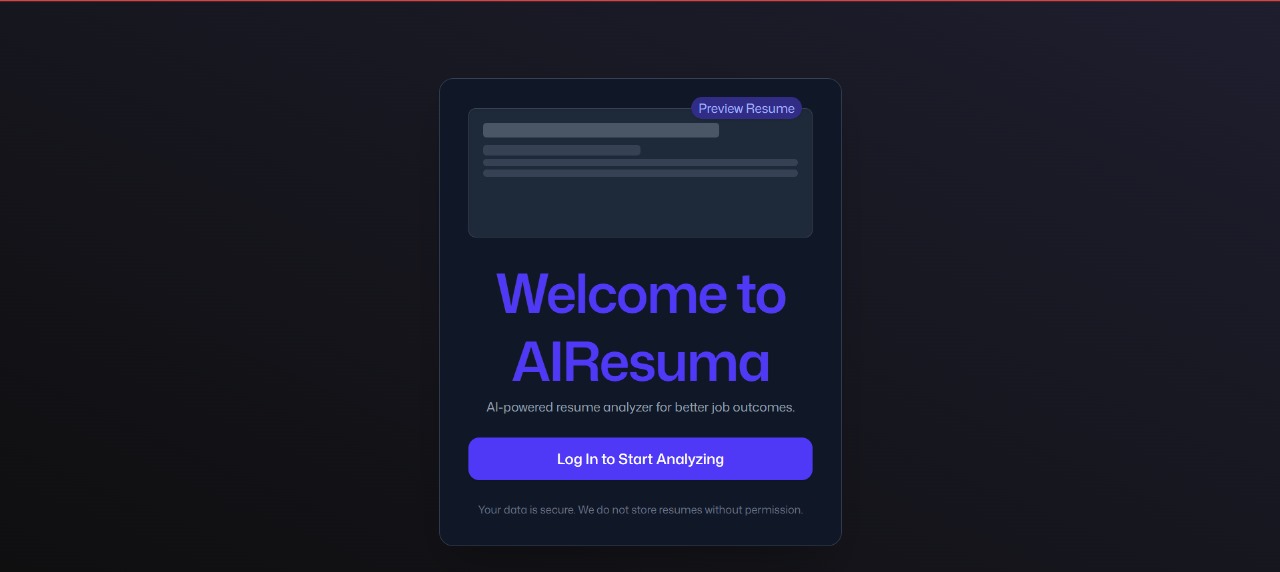 Preview Resume
Welcome to
AIResuma
AI-powered resume analyzer for better job outcomes.
Log In to Start Analyzing
Your data is secure. We do not store resumes without permission.